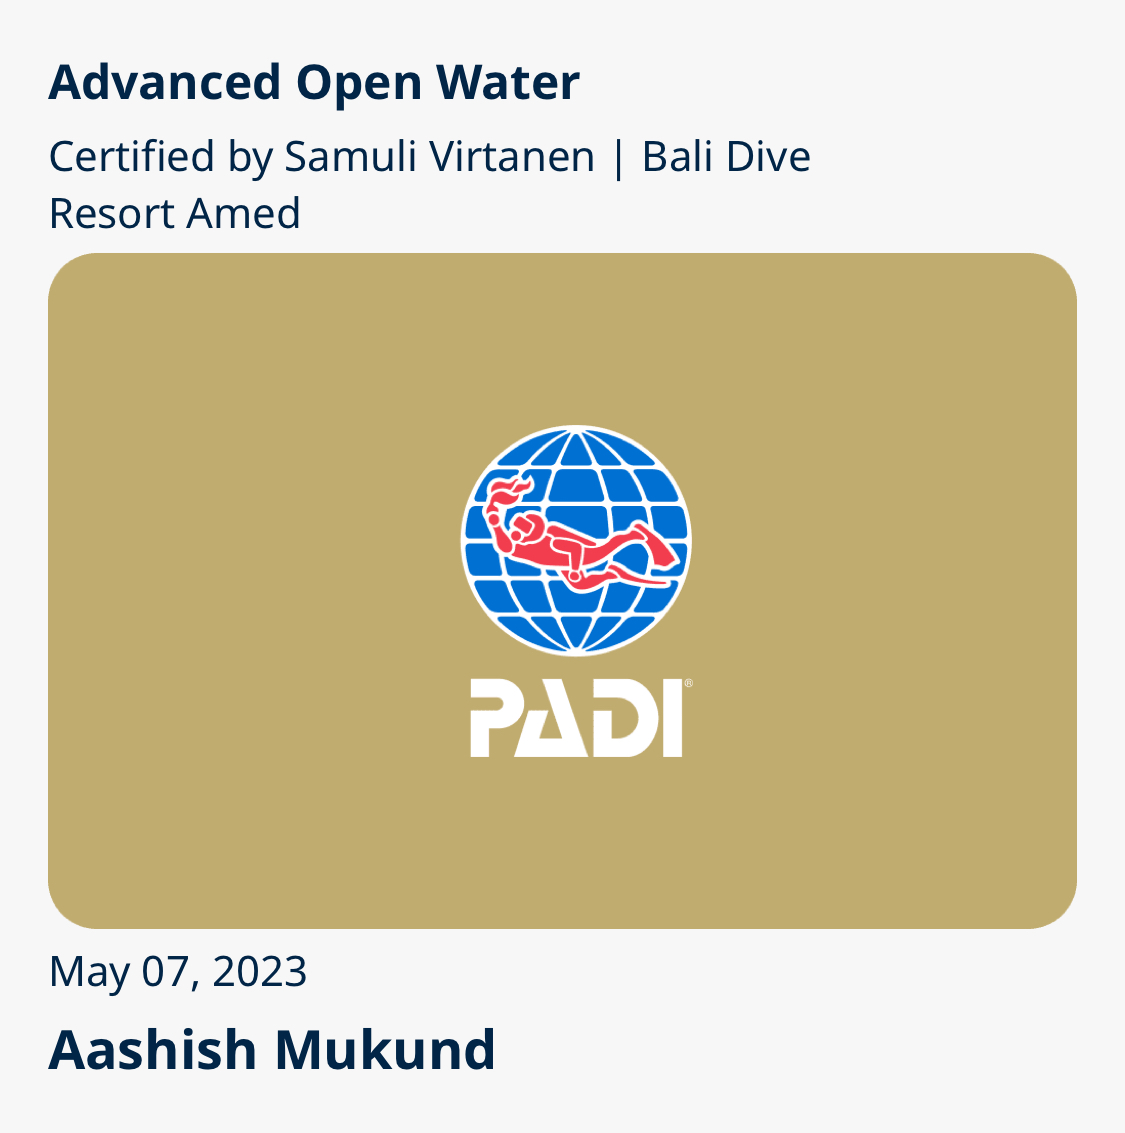 Advanced Open Water
Certified by Samuli Virtanen | Bali Dive
Resort Amed
PADI®
May 07, 2023
Aashish Mukund